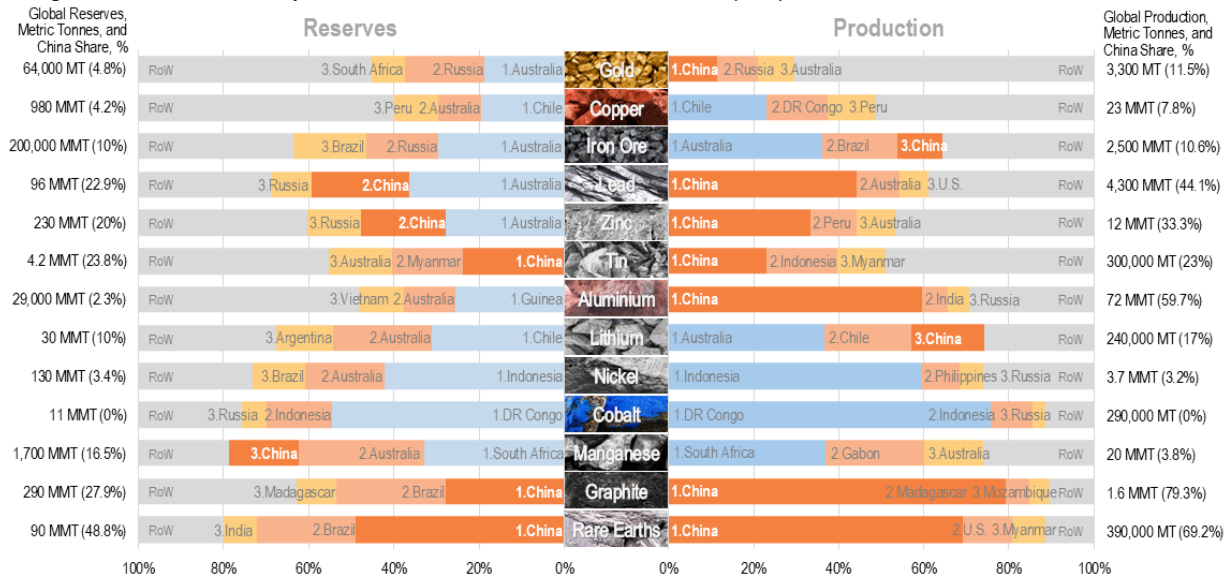 Global Reserves,
Metric Tonnes, and
China Share, %
Reserves
Production
Global Production,
Metric Tonnes, and
China Share, %
64,000 MT (4.8%) RoW 3.South Africa 2.Russia 1.Australia Gold 1.China 2.Russia 3.Australia RoW 3,300 MT (11.5%)
980 MMT (4.2%) RoW 3.Peru 2.Australia 1.Chile Copper 1.Chile 2.DR Congo 3.Peru RoW 23 MMT (7.8%)
200,000 MMT (10%) RoW 3.Brazil 2.Russia 1.Australia Iron Ore 1.Australia 2.Brazil 3.China RoW 2,500 MMT (10.6%)
96 MMT (22.9%) RoW 3.Russia 2.China 1.Australia Lead 1.China 2.Australia 3.U.S. RoW 4,300 MMT (44.1%)
230 MMT (20%) RoW 3.Russia 2.China 1.Australia Zinc 1.China 2.Peru 3.Australia RoW 12 MMT (33.3%)
4.2 MMT (23.8%) RoW 3.Australia 2.Myanmar 1.China Tin 1.China 2.Indonesia 3.Myanmar RoW 300,000 MT (23%)
29,000 MMT (2.3%) RoW 3.Vietnam 2.Australia 1.Guinea Aluminium 1.China 2.India 3.Russia RoW 72 MMT (59.7%)
30 MMT (10%) RoW 3.Argentina 2.Australia 1.Chile Lithium 1.Australia 2.Chile 3.China RoW 240,000 MT (17%)
130 MMT (3.4%) RoW 3.Brazil 2.Australia 1.Indonesia Nickel 1.Indonesia 2.Philippines 3.Russia RoW 3.7 MMT (3.2%)
11 MMT (0%) RoW 3.Russia 2.Indonesia 1.DR Congo Cobalt 1.DR Congo 2.Indonesia 3.Russia RoW 290,000 MT (0%)
1,700 MMT (16.5%) RoW 3.China 2.Australia 1.South Africa Manganese 1.South Africa 2.Gabon 3.Australia RoW 20 MMT (3.8%)
290 MMT (27.9%) RoW 3.Madagascar 2.Brazil 1.China Graphite 1.China 2.Madagascar 3.Mozambique RoW 1.6 MMT (79.3%)
90 MMT (48.8%) RoW 3.India 2.Brazil 1.China Rare Earths 1.China 2.U.S. 3.Myanmar RoW 390,000 MT (69.2%)
100% 80% 60% 40% 20% 0% 0% 20% 40% 60% 80% 100%